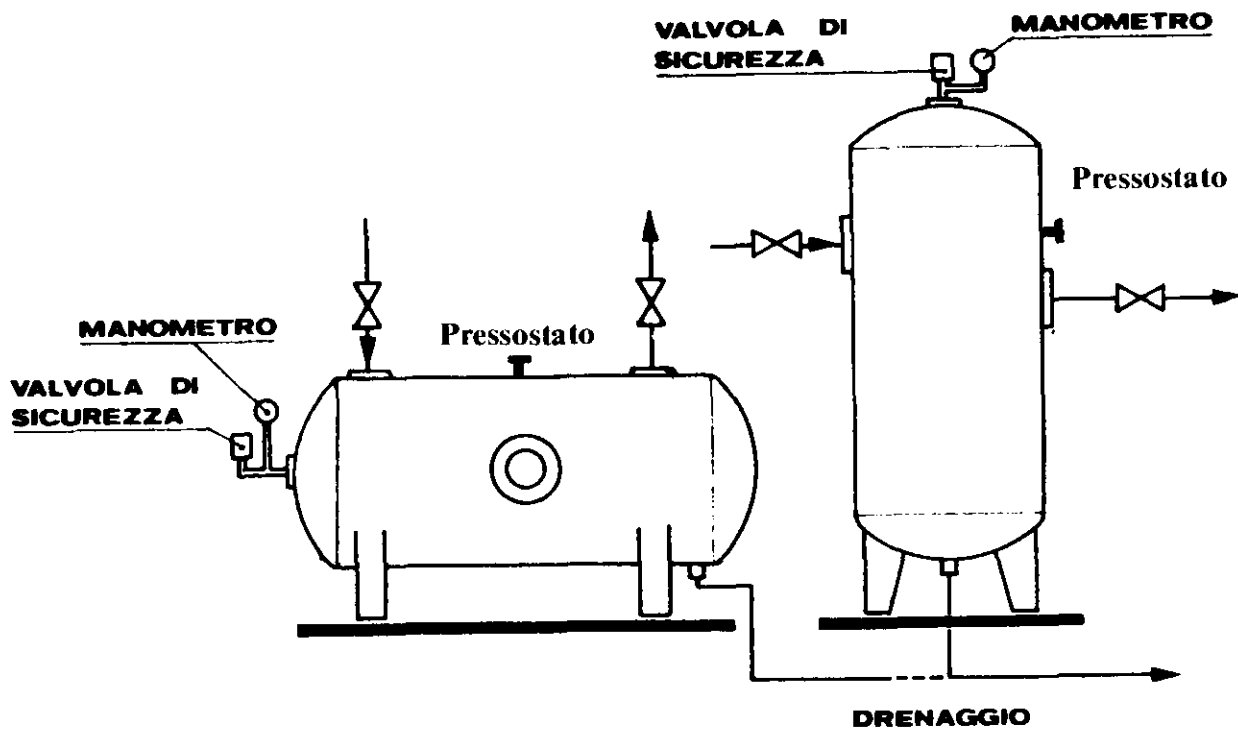 VALVOLA DI
SICUREZZA
MANOMETRO
Pressostato
MANOMETRO
Pressostato
VALVOLA DI
SICUREZZA
DRENAGGIO